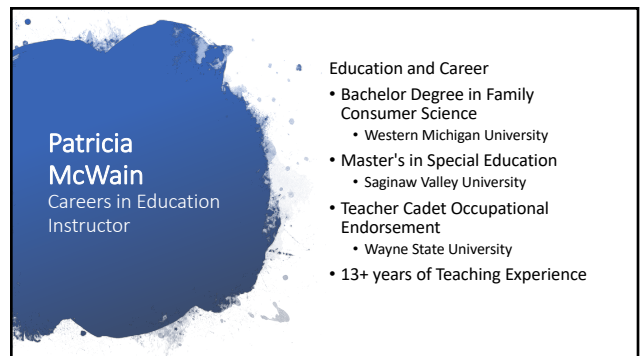 Patricia
McWain
Careers in Education
Instructor
Education and Career
• Bachelor Degree in Family
Consumer Science
• Western Michigan University
• Master's in Special Education
• Saginaw Valley University
• Teacher Cadet Occupational
Endorsement
• Wayne State University
• 13+ years of Teaching Experience